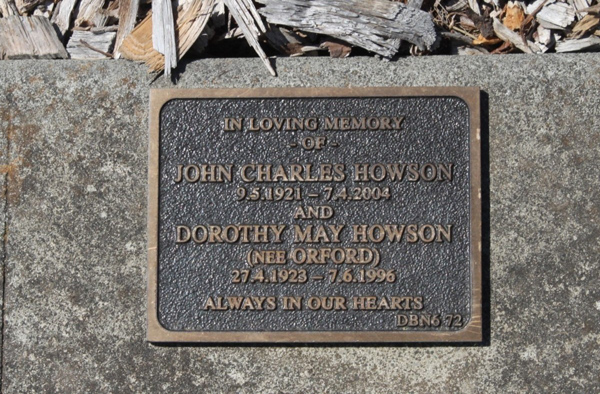 IN LOVING MEMORY
- OF -
JOHN CHARLES HOWSON
9.5.1921 – 7.4.2004
AND
DOROTHY MAY HOWSON
(NEE ORFORD)
27.4.1923 – 7.6.1996
ALWAYS IN OUR HEARTS
DBN6 72